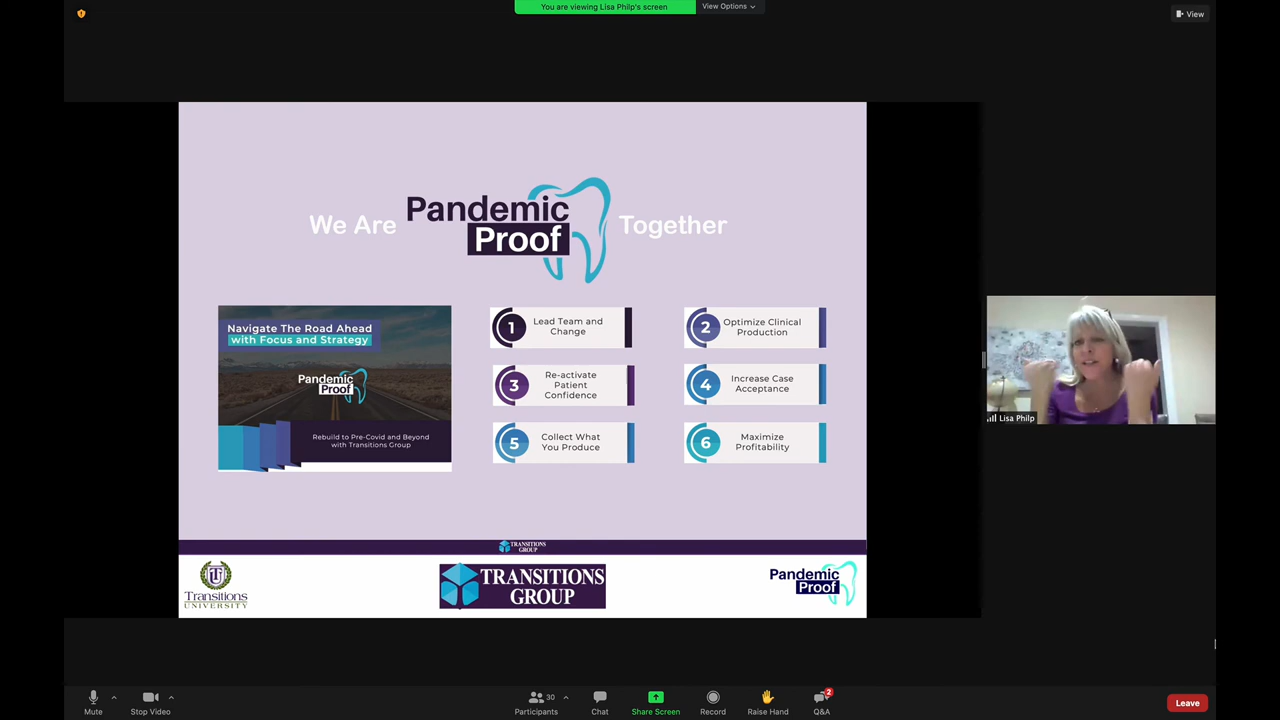 You are viewing Lisa Philp's screen
View Options
View
We Are Pandemic Proof Together
Navigate The Road Ahead
with Focus and Strategy
Pandemic
Proof
Rebuild to Pre-Covid and Beyond
with Transitions Group
1 Lead Team and
Change
2 Optimize Clinical
Production
3 Re-activate
Patient
Confidence
4 Increase Case
Acceptance
5 Collect What
You Produce
6 Maximize
Profitability
Lisa Philp
TRANSITIONS
GROUP
TU
Transitions
UNIVERSITY
TRANSITIONS
GROUP
Pandemic
Proof
Mute
Stop Video
30
Participants
Chat
Share Screen
Record
Raise Hand
2
Q&A
Leave